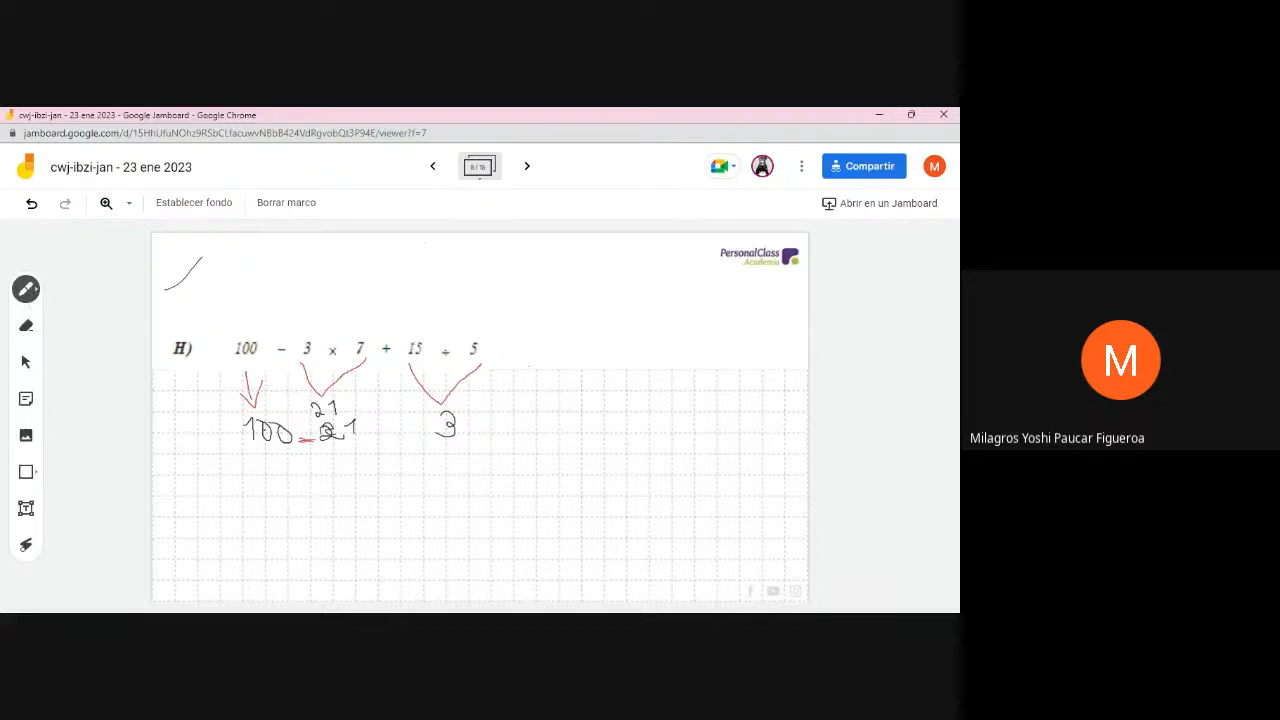 cwj-ibzi-jan - 23 ene 2023 - Google Jamboard - Google Chrome
jamboard.google.com/d/15HhUfuNOhz9RSbCLfacuwvNBbB424VdRgvobQt3P94E/viewer?f=7
cwj-ibzi-jan - 23 ene 2023
8 / 16
Compartir
M
Establecer fondo
Borrar marco
Abrir en un Jamboard
PersonalClass
Academia
H) 100 - 3 × 7 + 15 ÷ 5
21
100 - 21 3
M
Milagros Yoshi Paucar Figueroa